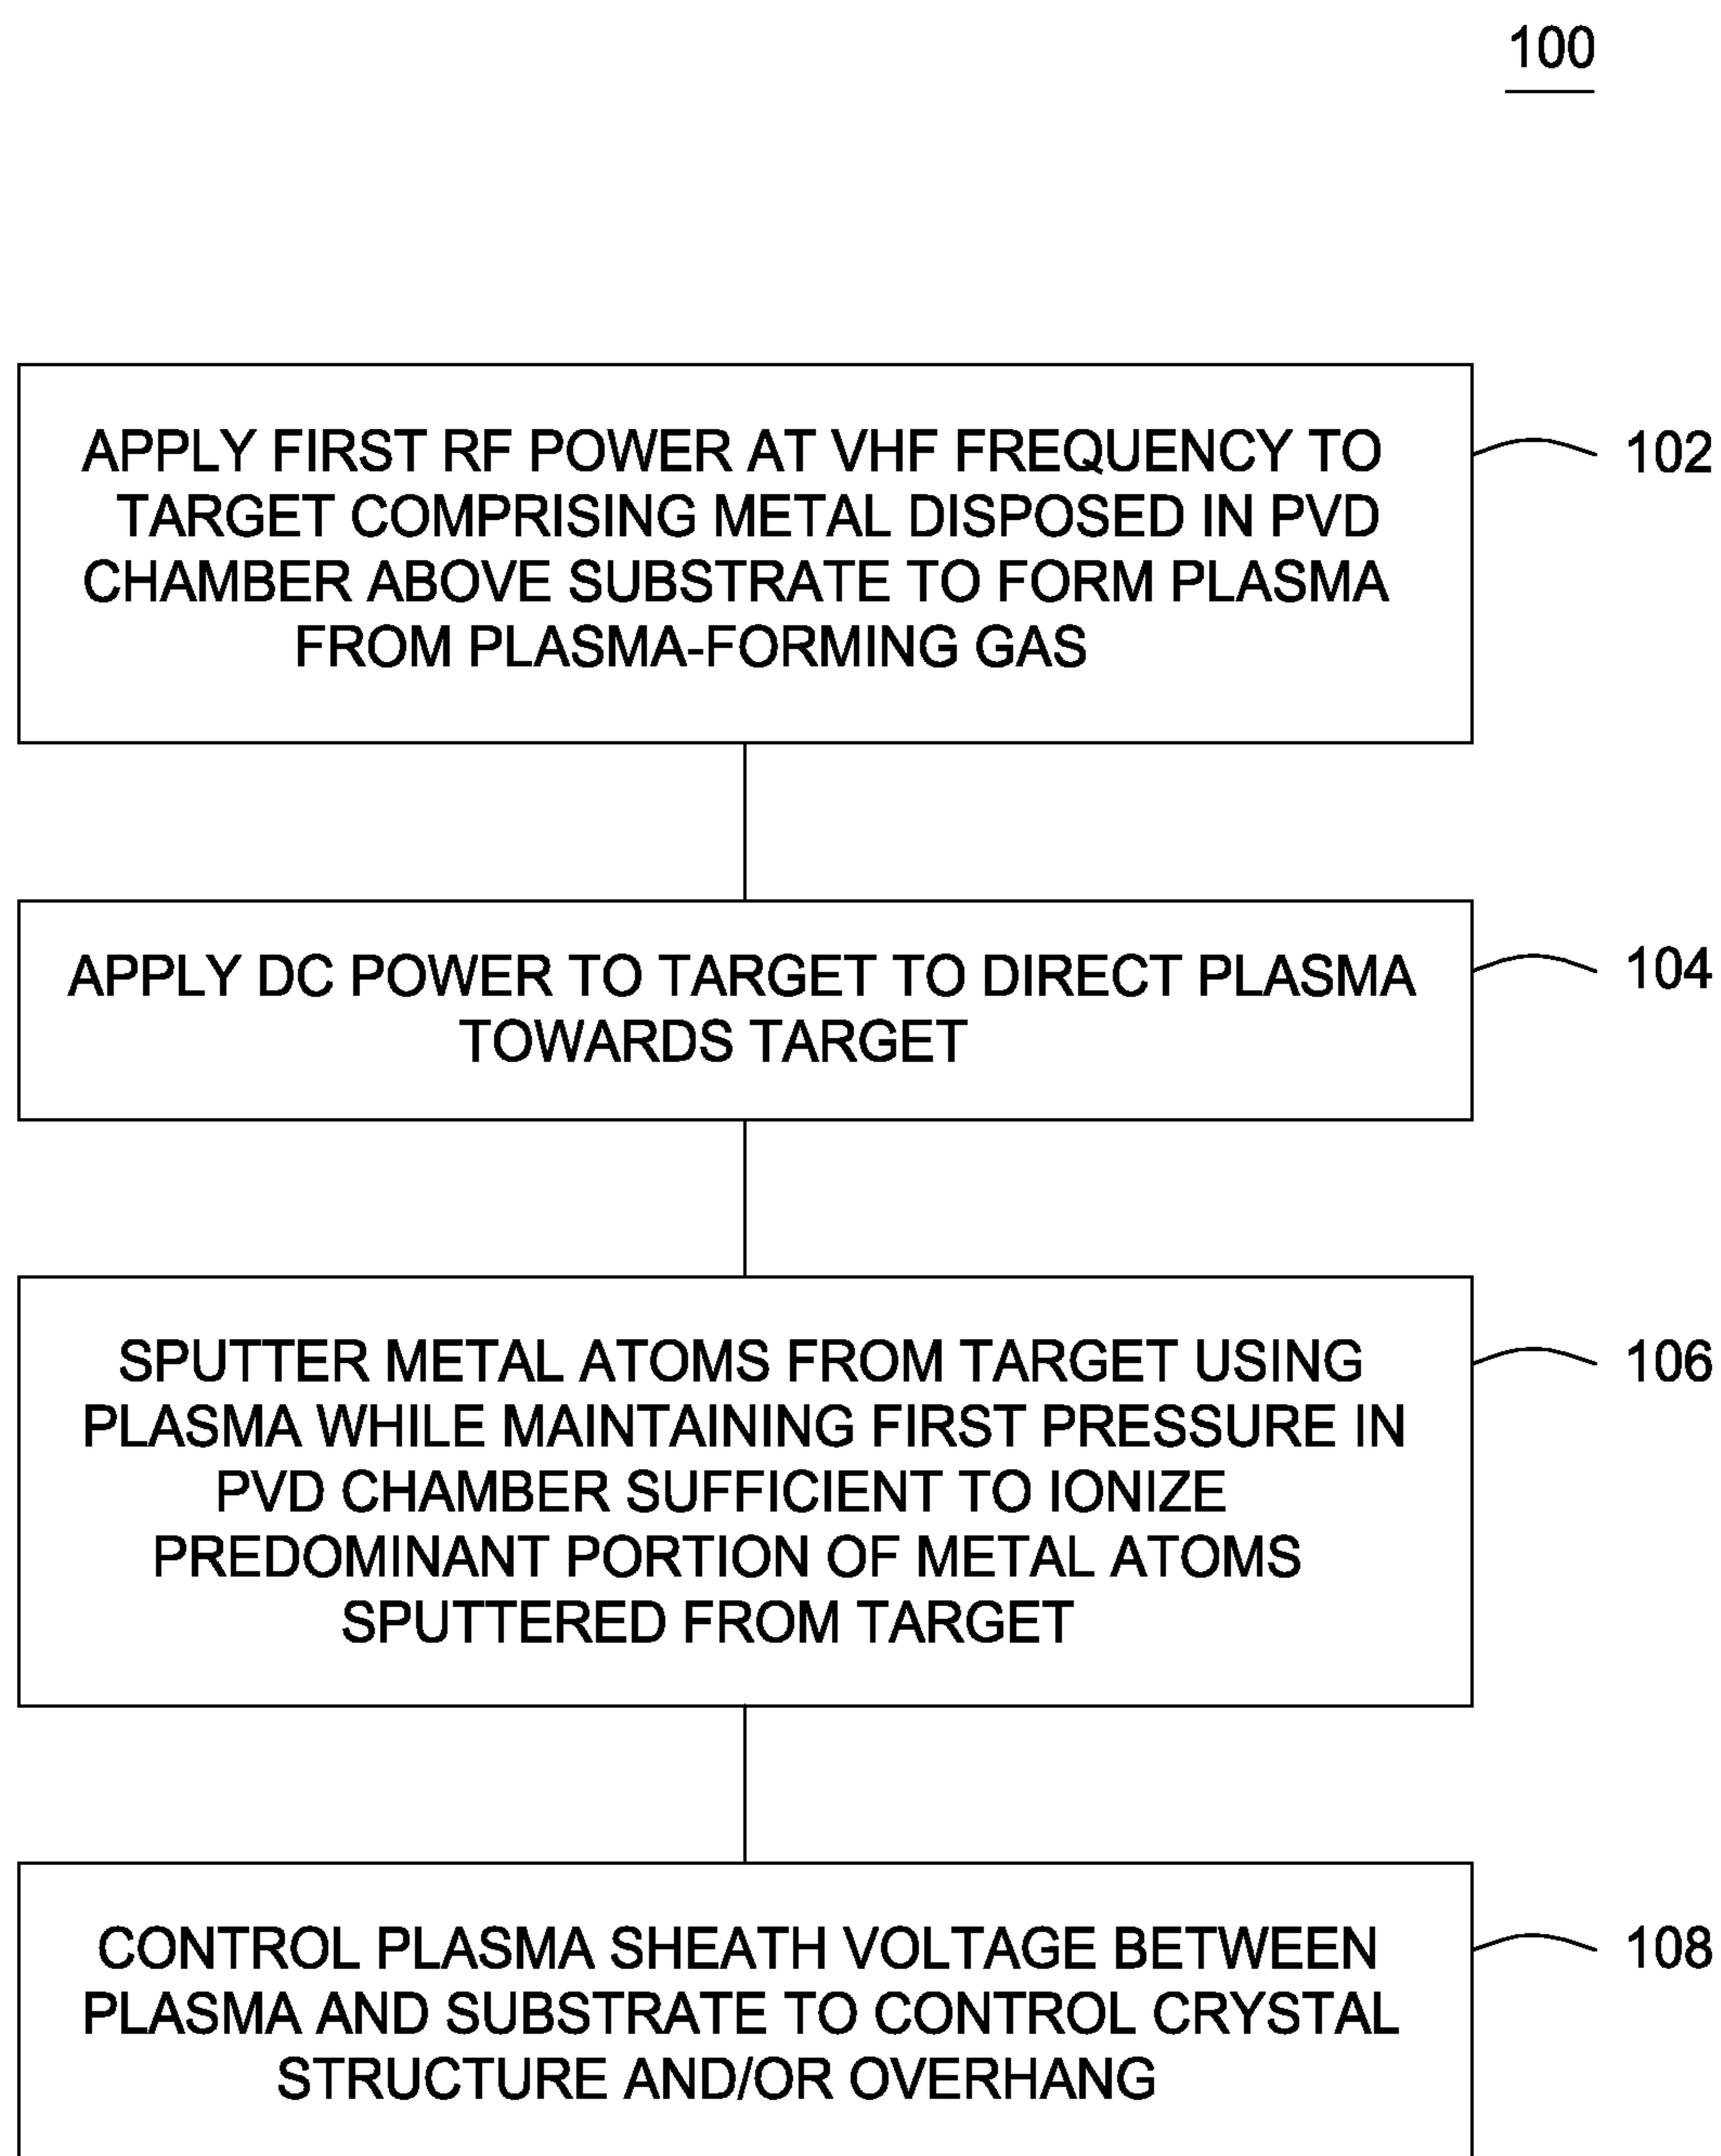 100
APPLY FIRST RF POWER AT VHF FREQUENCY TO
TARGET COMPRISING METAL DISPOSED IN PVD
CHAMBER ABOVE SUBSTRATE TO FORM PLASMA
FROM PLASMA-FORMING GAS
102
APPLY DC POWER TO TARGET TO DIRECT PLASMA
TOWARDS TARGET
104
SPUTTER METAL ATOMS FROM TARGET USING
PLASMA WHILE MAINTAINING FIRST PRESSURE IN
PVD CHAMBER SUFFICIENT TO IONIZE
PREDOMINANT PORTION OF METAL ATOMS
SPUTTERED FROM TARGET
106
CONTROL PLASMA SHEATH VOLTAGE BETWEEN
PLASMA AND SUBSTRATE TO CONTROL CRYSTAL
STRUCTURE AND/OR OVERHANG
108